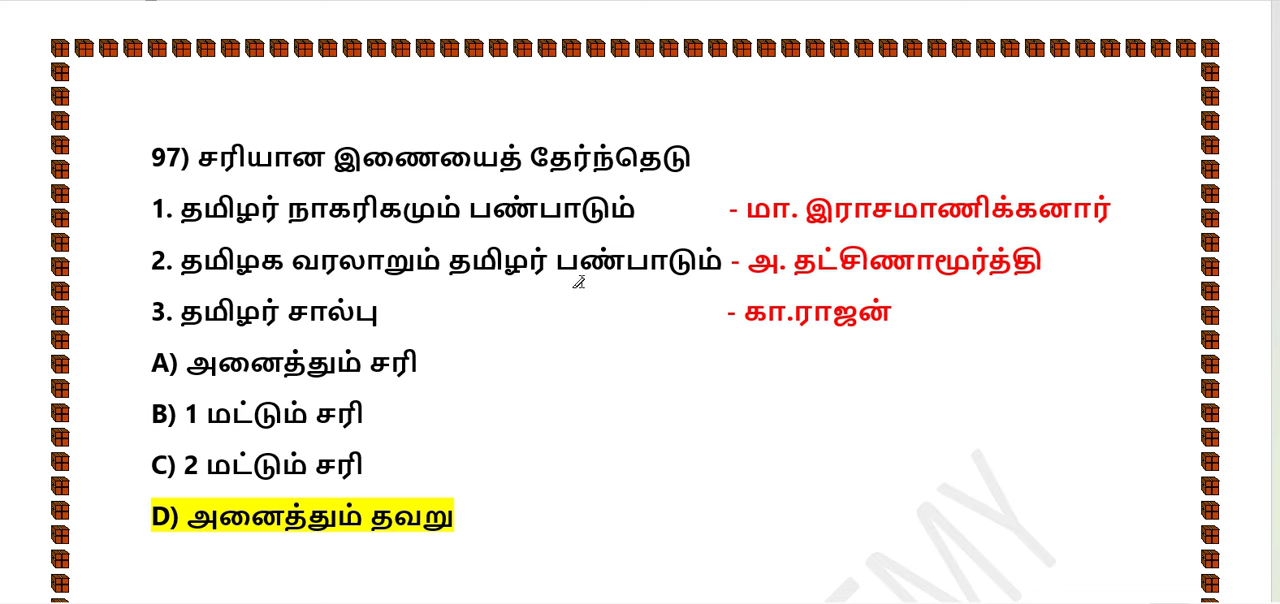 97) சரியான இணையைத் தேர்ந்தெடு
1. தமிழர் நாகரிகமும் பண்பாடும் - மா. இராசமாணிக்கனார்
2. தமிழக வரலாறும் தமிழர் பண்பாடும் - அ. தட்சிணாமூர்த்தி
3. தமிழர் சால்பு - கா.ராஜன்
A) அனைத்தும் சரி
B) 1 மட்டும் சரி
C) 2 மட்டும் சரி
D) அனைத்தும் தவறு